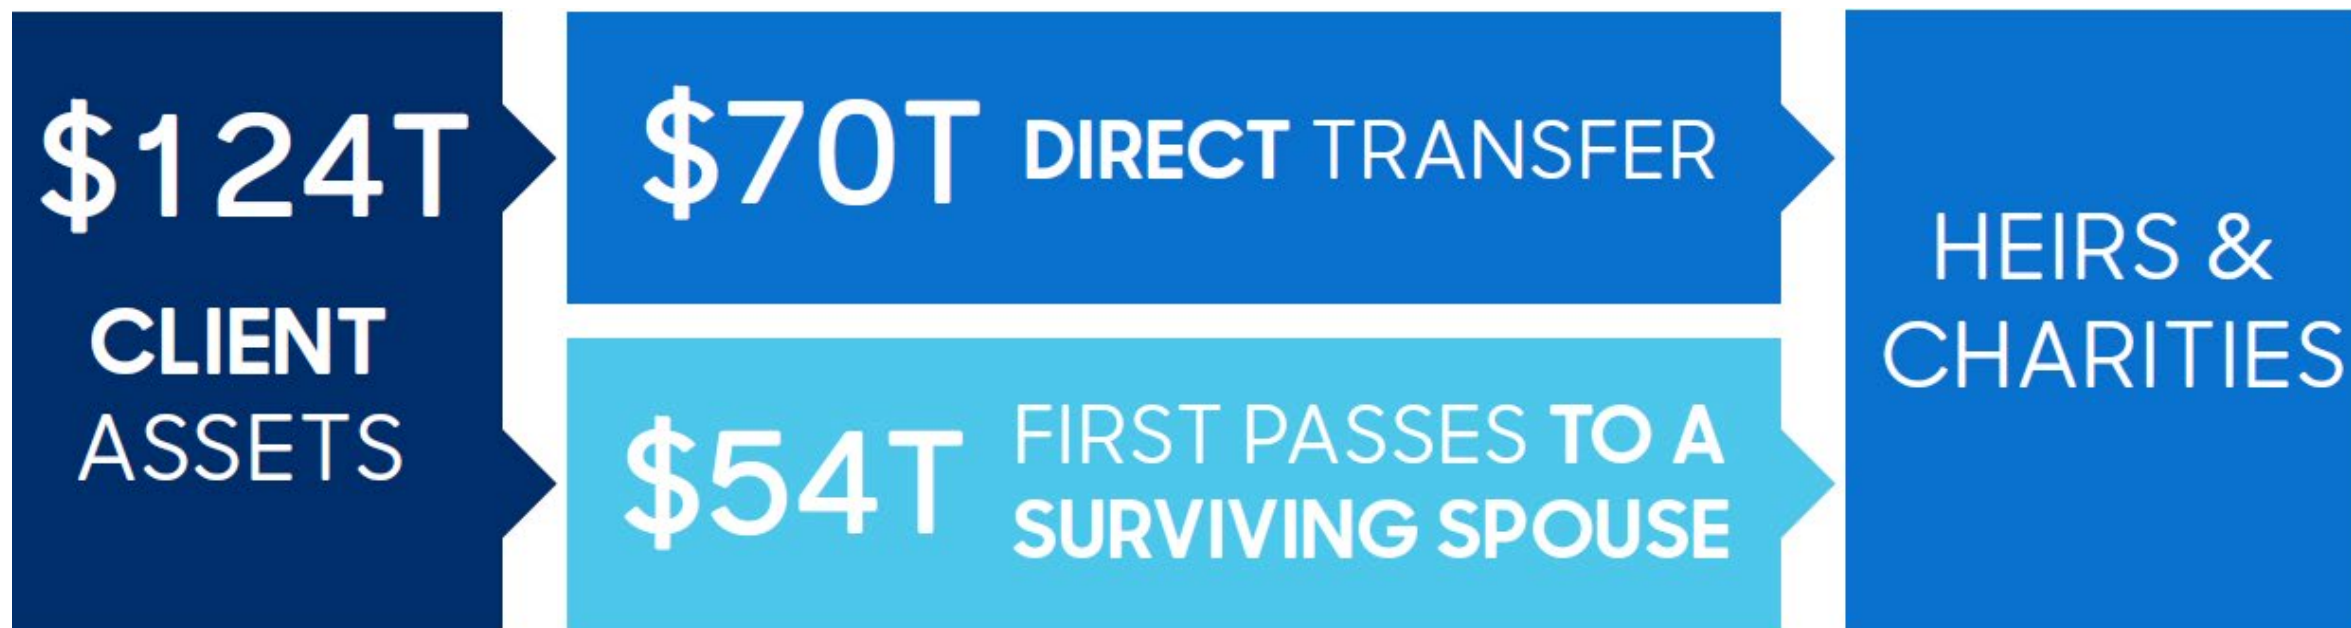 $124T
CLIENT
ASSETS
$70T DIRECT TRANSFER
$54T
FIRST PASSES TO A
SURVIVING SPOUSE
HEIRS &
CHARITIES